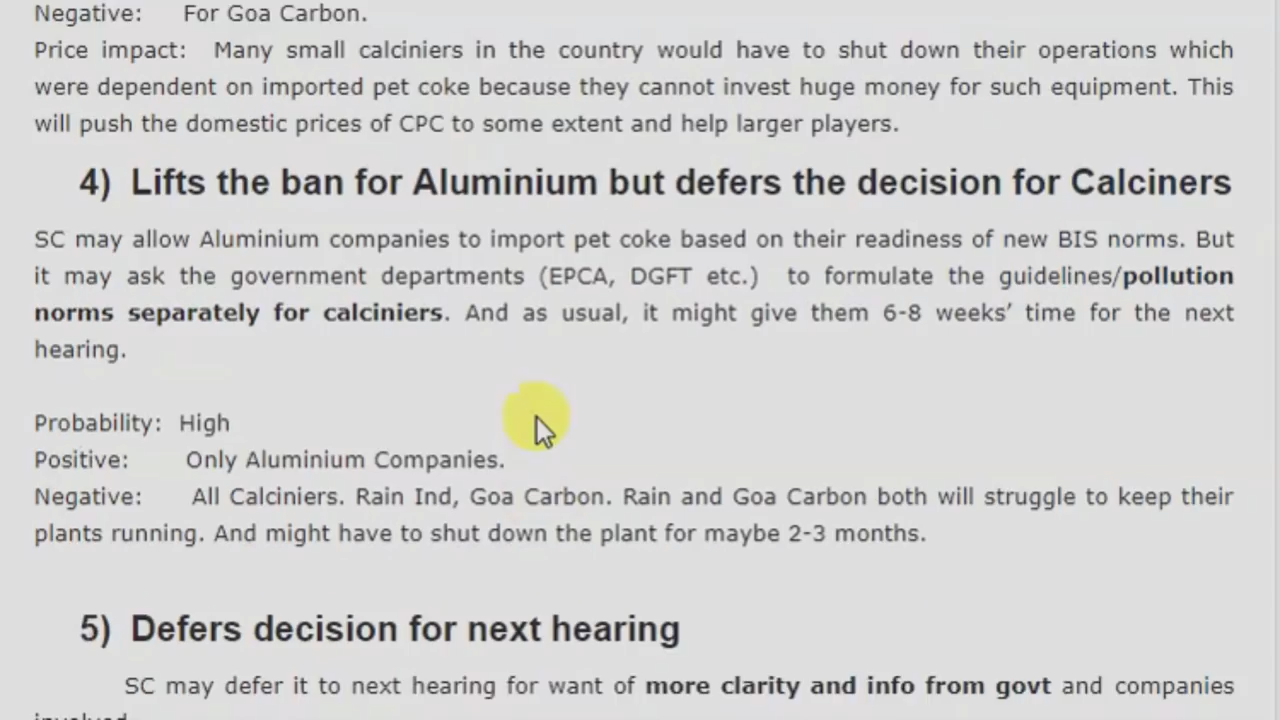 Negative: For Goa Carbon.
Price impact: Many small calciniers in the country would have to shut down their operations which
were dependent on imported pet coke because they cannot invest huge money for such equipment. This
will push the domestic prices of CPC to some extent and help larger players.
4) Lifts the ban for Aluminium but defers the decision for Calciners
SC may allow Aluminium companies to import pet coke based on their readiness of new BIS norms. But
it may ask the government departments (EPCA, DGFT etc.) to formulate the guidelines/pollution
norms separately for calciniers. And as usual, it might give them 6-8 weeks' time for the next
hearing.
Probability: High
Positive: Only Aluminium Companies.
Negative: All Calciniers. Rain Ind, Goa Carbon. Rain and Goa Carbon both will struggle to keep their
plants running. And might have to shut down the plant for maybe 2-3 months.
5) Defers decision for next hearing
SC may defer it to next hearing for want of more clarity and info from govt and companies
involved